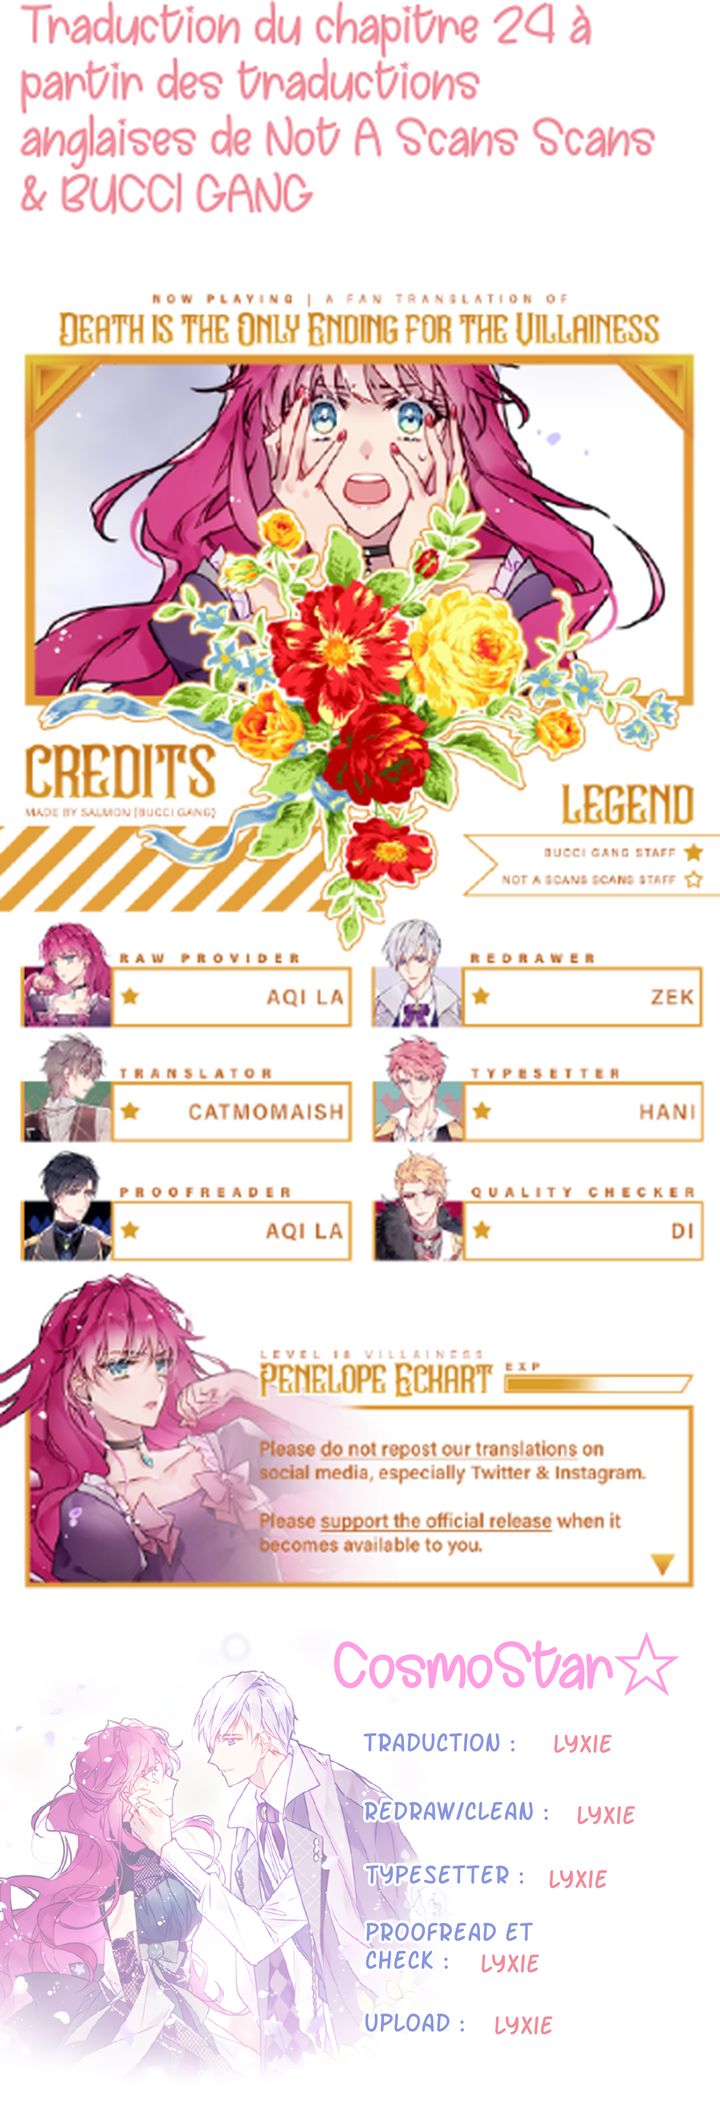 Traduction du chapitre 24 à
partir des traductions
anglaises de Not A Scans Scans
& BUCCI GANG
NOW PLAYING | A FAN TRANSLATION OF
DEATH IS THE ONLY ENDING FOR THE VILLAINESS
CREDITS
MADE BY SALMON (BUCCI GANG)
LEGEND
BUCCI GANG STAFF ★
NOT A SCANS SCANS STAFF ☆
RAW PROVIDER
★ AQI LA
REDRAWER
★ ZEK
TRANSLATOR
★ CATMOMAISH
TYPESETTER
★ HANI
PROOFREADER
★ AQI LA
QUALITY CHECKER
★ DI
LEVEL 18 VILLAINESS
PENELOPE ECKART EXP
Please do not repost our translations on
social media, especially Twitter & Instagram.
Please support the official release when it
becomes available to you.
CosmoStar☆
TRADUCTION : LYXIE
REDRAW/CLEAN : LYXIE
TYPESETTER : LYXIE
PROOFREAD ET
CHECK : LYXIE
UPLOAD : LYXIE